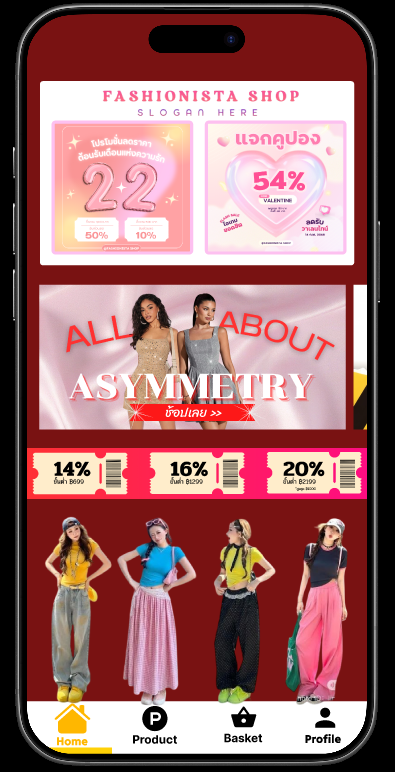 FASHIONISTA SHOP
SLOGAN HERE
โปรโมชั่นลดราคา
ต้อนรับเดือนแห่งความรัก
22
50%
10%
แจกคูปอง
54%
VALENTINE
ลดรับ
วาเลนไทน์
ALL ABOUT
ASYMMETRY
ช้อปเลย >>
14%
ขั้นต่ำ ฿699
16%
ขั้นต่ำ ฿1299
20%
ขั้นต่ำ ฿2199
Home
P
Product
Basket
Profile